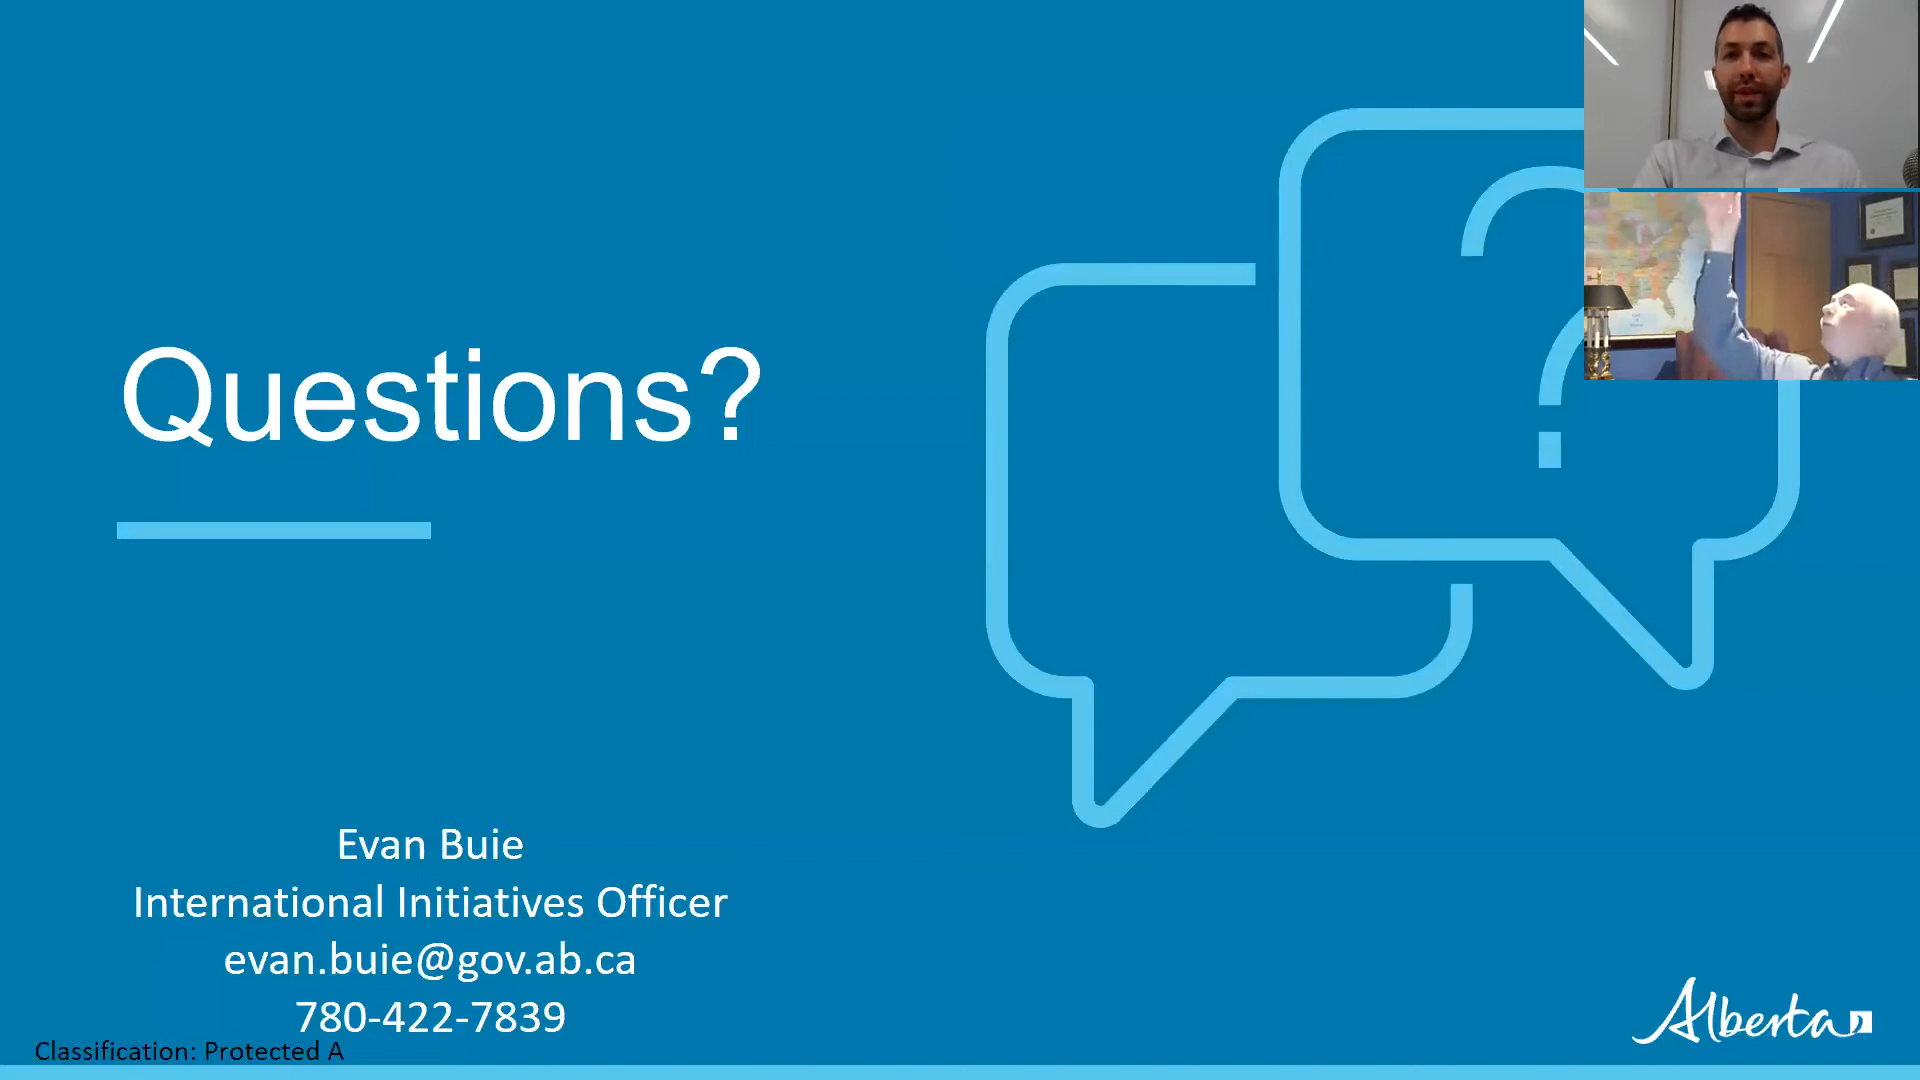 Questions?
Evan Buie
International Initiatives Officer
evan.buie@gov.ab.ca
780-422-7839
Classification: Protected A
Alberta